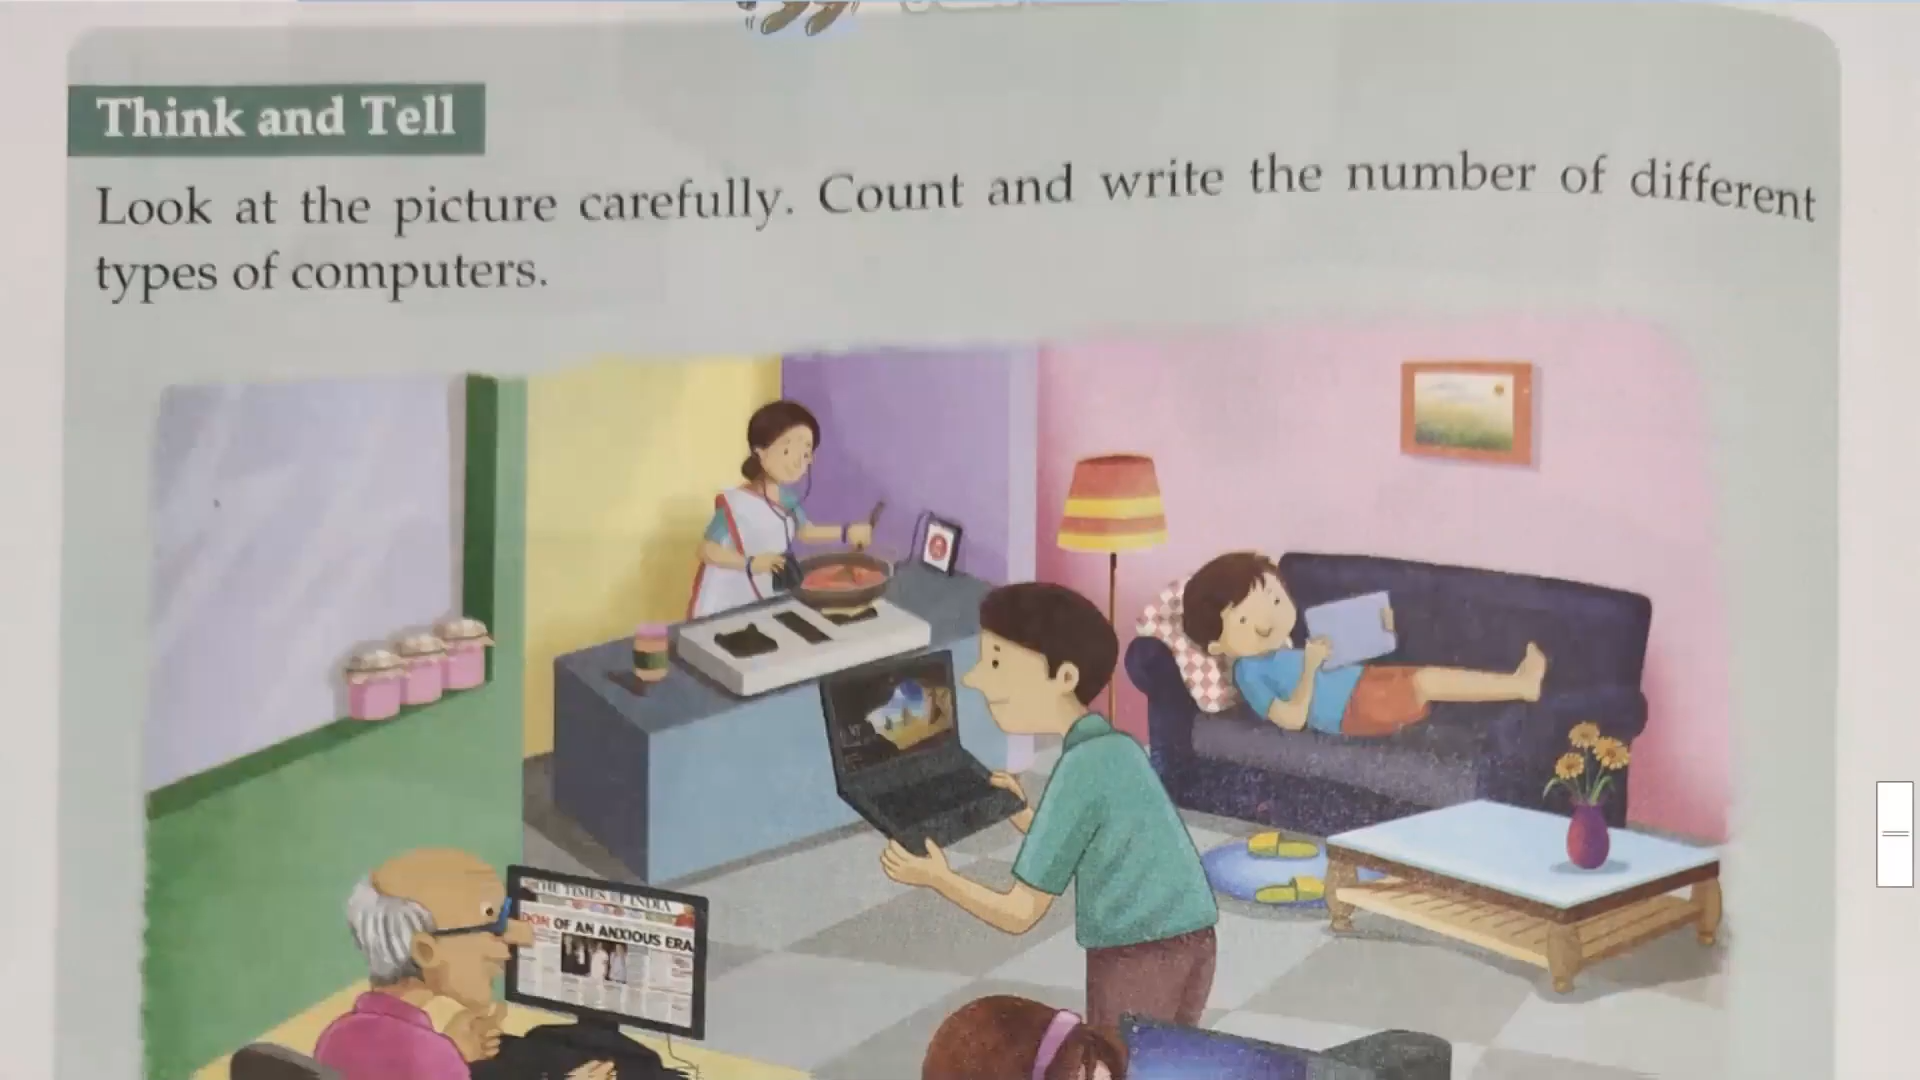 Think and Tell
Look at the picture carefully. Count and write the number of different
types of computers.
THE TIMES OF INDIA
OF AN ANXIOUS ERA